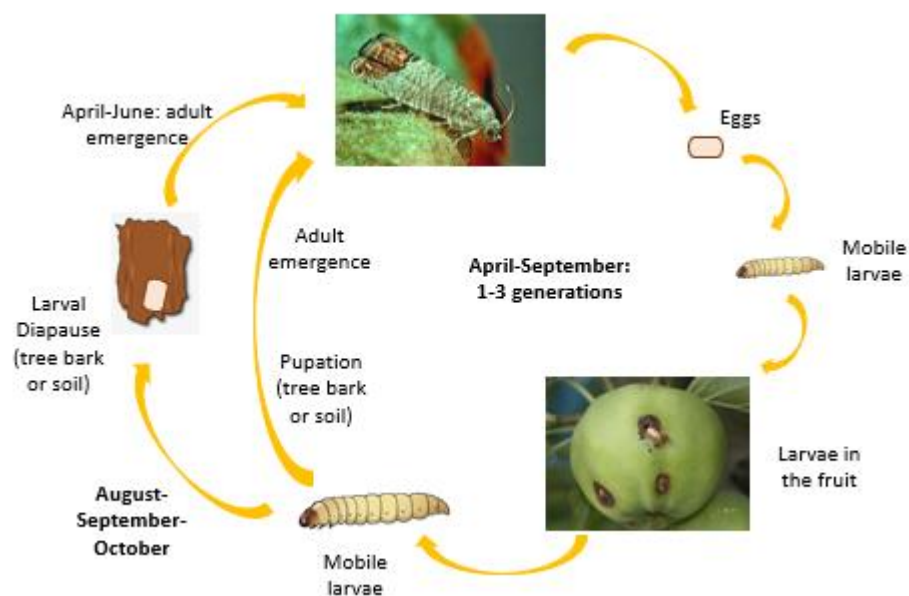 April-June: adult
emergence
Eggs
Mobile
larvae
Adult
emergence
April-September:
1-3 generations
Larval
Diapause
(tree bark
or soil)
Pupation
(tree bark
or soil)
Larvae in
the fruit
August-
September-
October
Mobile
larvae